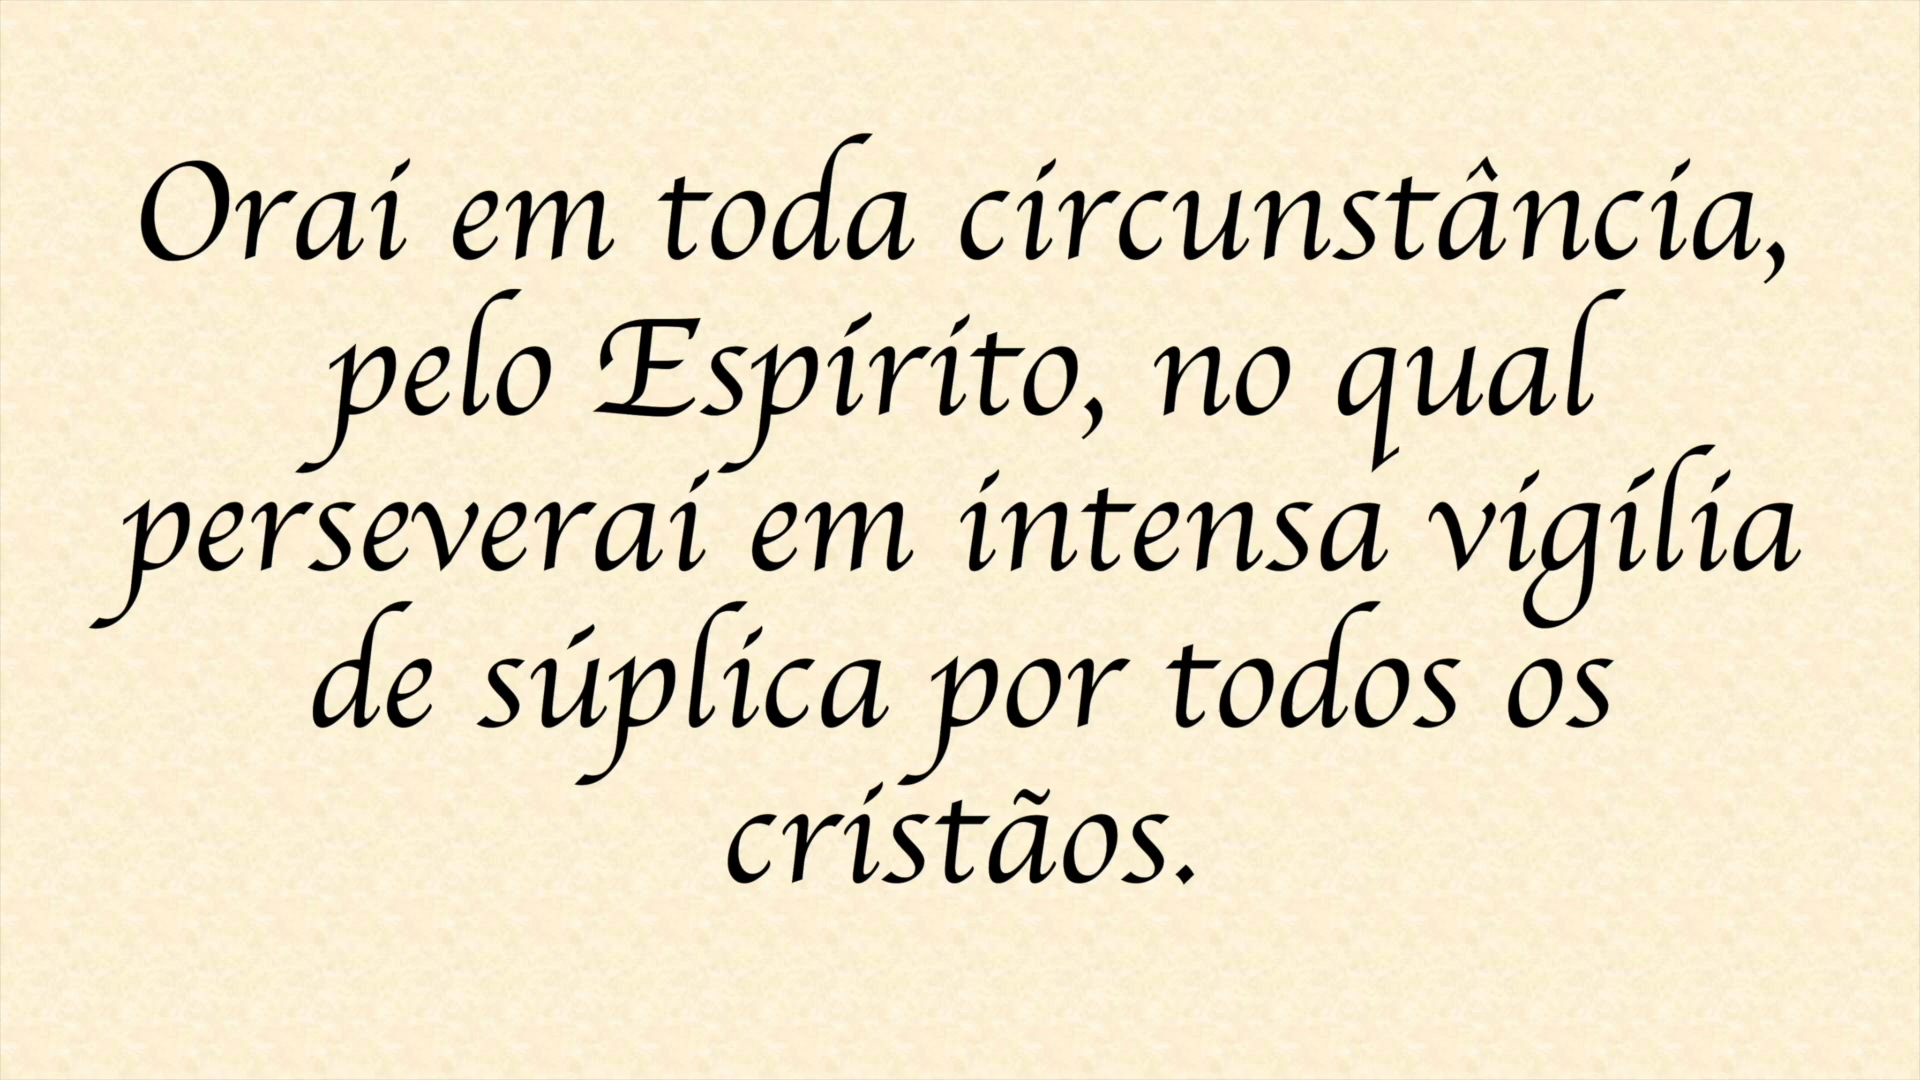 Orai em toda circunstância,
pelo Espírito, no qual
perseverai em intensa vigília
de súplica por todos os
cristãos.